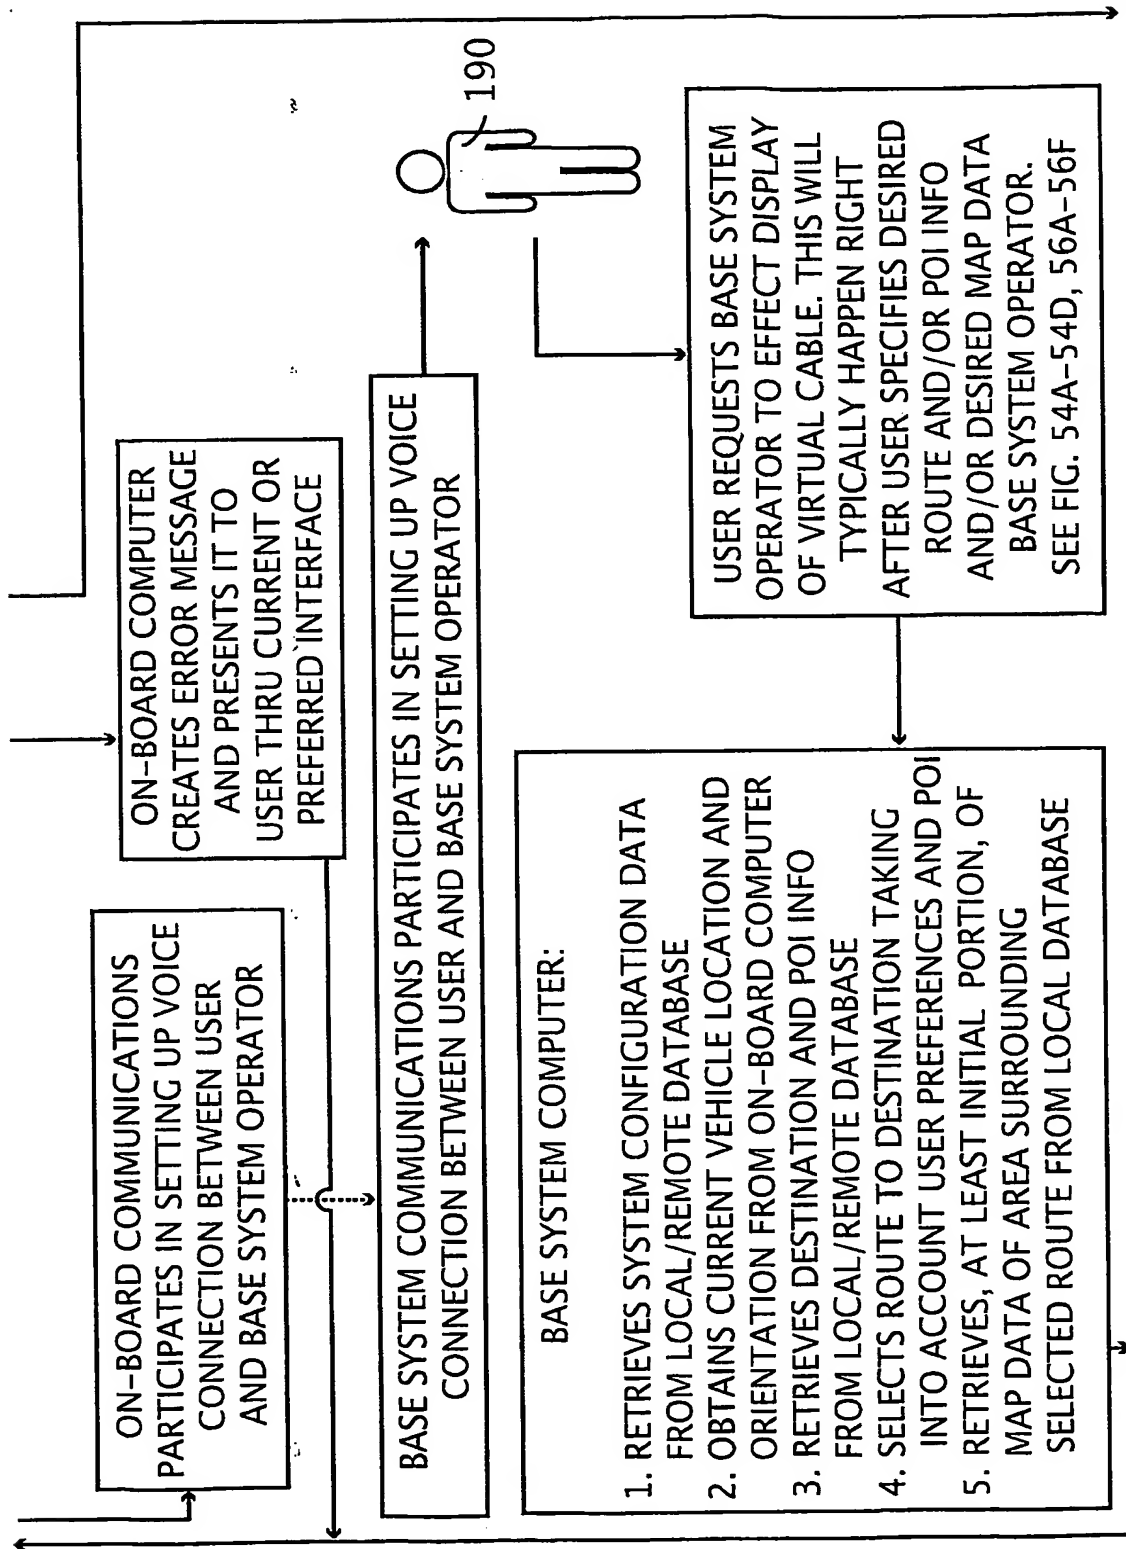 ON-BOARD COMMUNICATIONS
PARTICIPATES IN SETTING UP VOICE
CONNECTION BETWEEN USER
AND BASE SYSTEM OPERATOR
ON-BOARD COMPUTER
CREATES ERROR MESSAGE
AND PRESENTS IT TO
USER THRU CURRENT OR
PREFERRED INTERFACE
BASE SYSTEM COMMUNICATIONS PARTICIPATES IN SETTING UP VOICE
CONNECTION BETWEEN USER AND BASE SYSTEM OPERATOR
190
BASE SYSTEM COMPUTER:
1. RETRIEVES SYSTEM CONFIGURATION DATA
FROM LOCAL/REMOTE DATABASE
2. OBTAINS CURRENT VEHICLE LOCATION AND
ORIENTATION FROM ON-BOARD COMPUTER
3. RETRIEVES DESTINATION AND POI INFO
FROM LOCAL/REMOTE DATABASE
4. SELECTS ROUTE TO DESTINATION TAKING
INTO ACCOUNT USER PREFERENCES AND POI
5. RETRIEVES, AT LEAST INITIAL PORTION, OF
MAP DATA OF AREA SURROUNDING
SELECTED ROUTE FROM LOCAL DATABASE
USER REQUESTS BASE SYSTEM
OPERATOR TO EFFECT DISPLAY
OF VIRTUAL CABLE. THIS WILL
TYPICALLY HAPPEN RIGHT
AFTER USER SPECIFIES DESIRED
ROUTE AND/OR POI INFO
AND/OR DESIRED MAP DATA
BASE SYSTEM OPERATOR.
SEE FIG. 54A-54D, 56A-56F